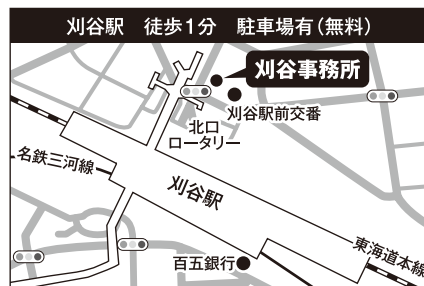 刈谷駅 徒歩1分 駐車場有(無料)
刈谷事務所
刈谷駅前交番
北口
ロータリー
名鉄三河線
刈谷駅
東海道本線
百五銀行